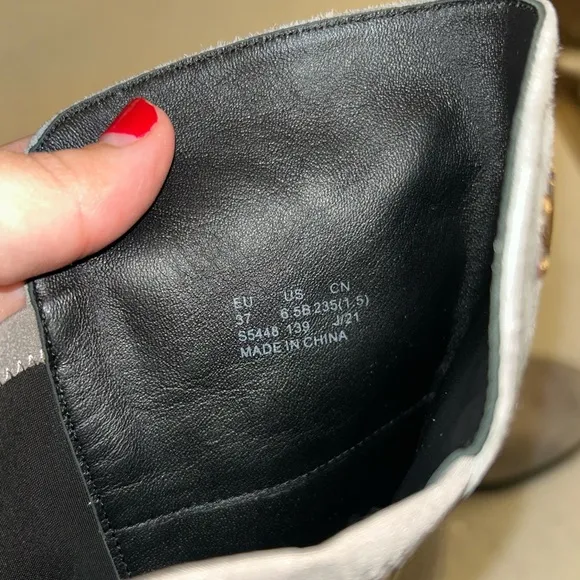 EU US CN
37 6.5B 235(1.5)
S5448 139 J/21
MADE IN CHINA